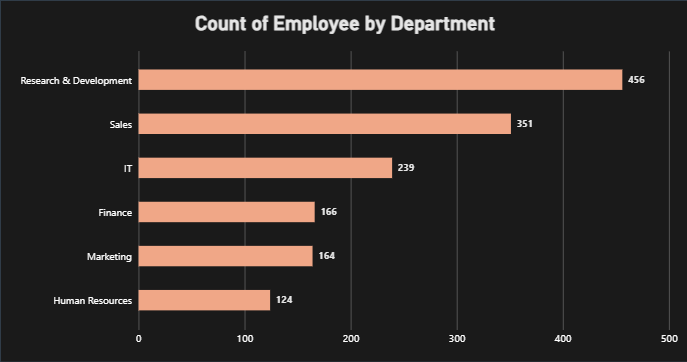 Count of Employee by Department
Research & Development 456
Sales 351
IT 239
Finance 166
Marketing 164
Human Resources 124
0 100 200 300 400 500